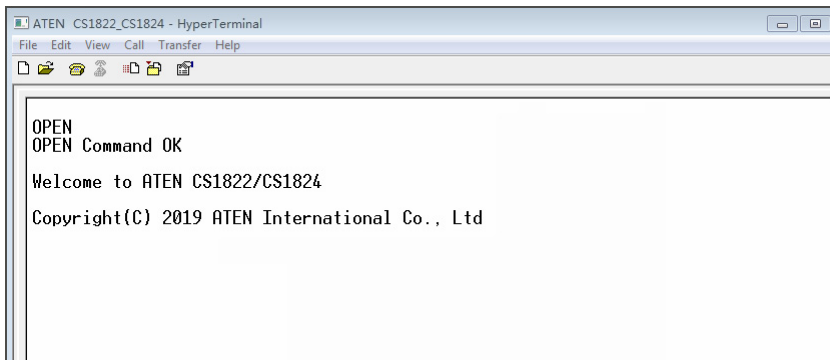 ATEN CS1822_CS1824 - HyperTerminal
File Edit View Call Transfer Help
OPEN
OPEN Command OK
Welcome to ATEN CS1822/CS1824
Copyright(C) 2019 ATEN International Co., Ltd